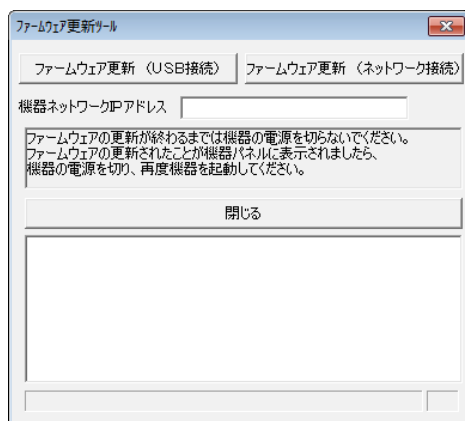 ファームウェア更新ツール
ファームウェア更新（USB接続）
ファームウェア更新（ネットワーク接続）
機器ネットワークIPアドレス
ファームウェアの更新が終わるまでは機器の電源を切らないでください。
ファームウェアの更新されたことが機器パネルに表示されましたら、
機器の電源を切り、再度機器を起動してください。
閉じる